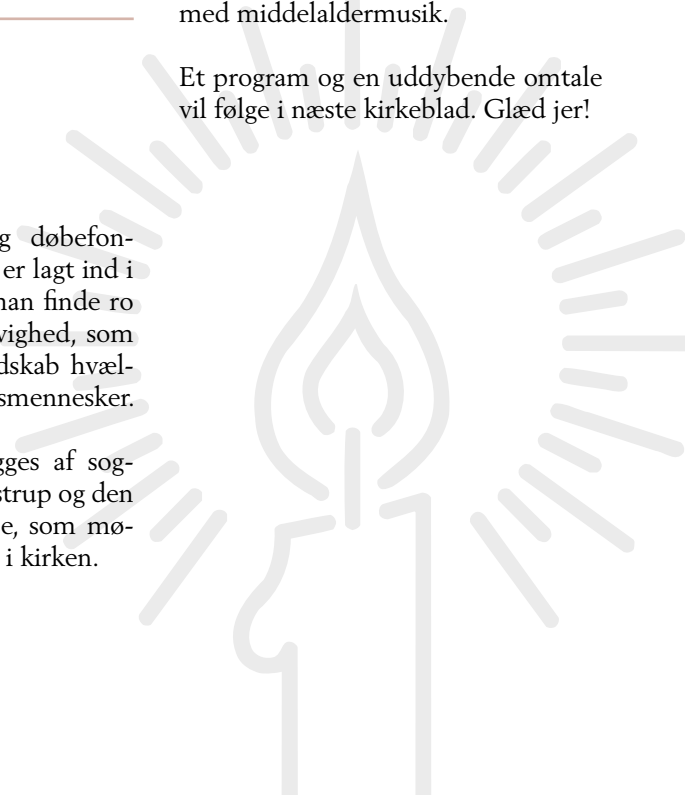 g døbefon-
er lagt ind i
man finde ro
vighed, som
dskab hvæl-
smennesker.
gges af sog-
strup og den
e, som mø-
i kirken.
med middelaldermusik.
Et program og en uddybende omtale
vil følge i næste kirkeblad. Glæd jer!